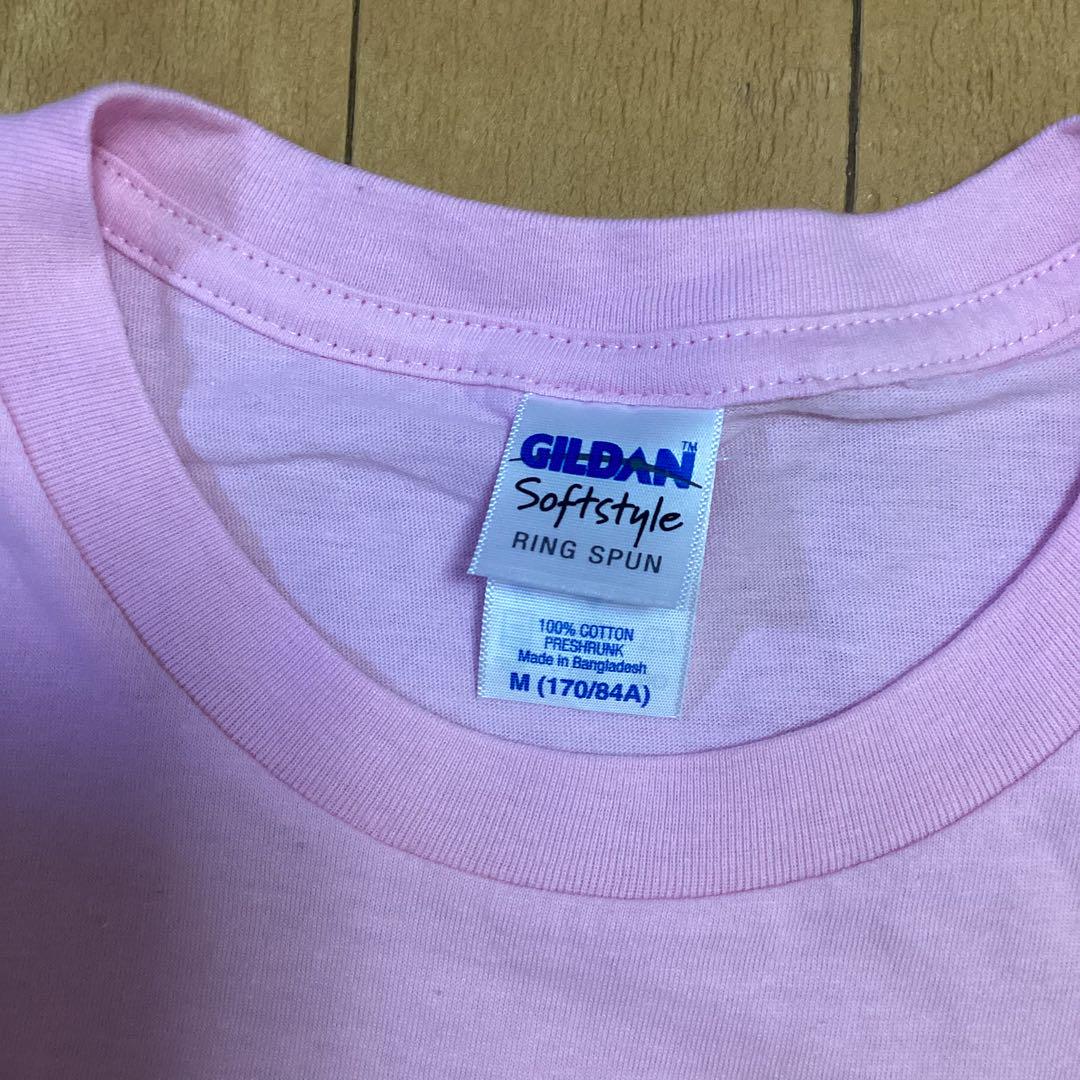 GILDAN™
Softstyle
RING SPUN
100% COTTON
PRESHRUNK
Made in Bangladesh
M (170/84A)